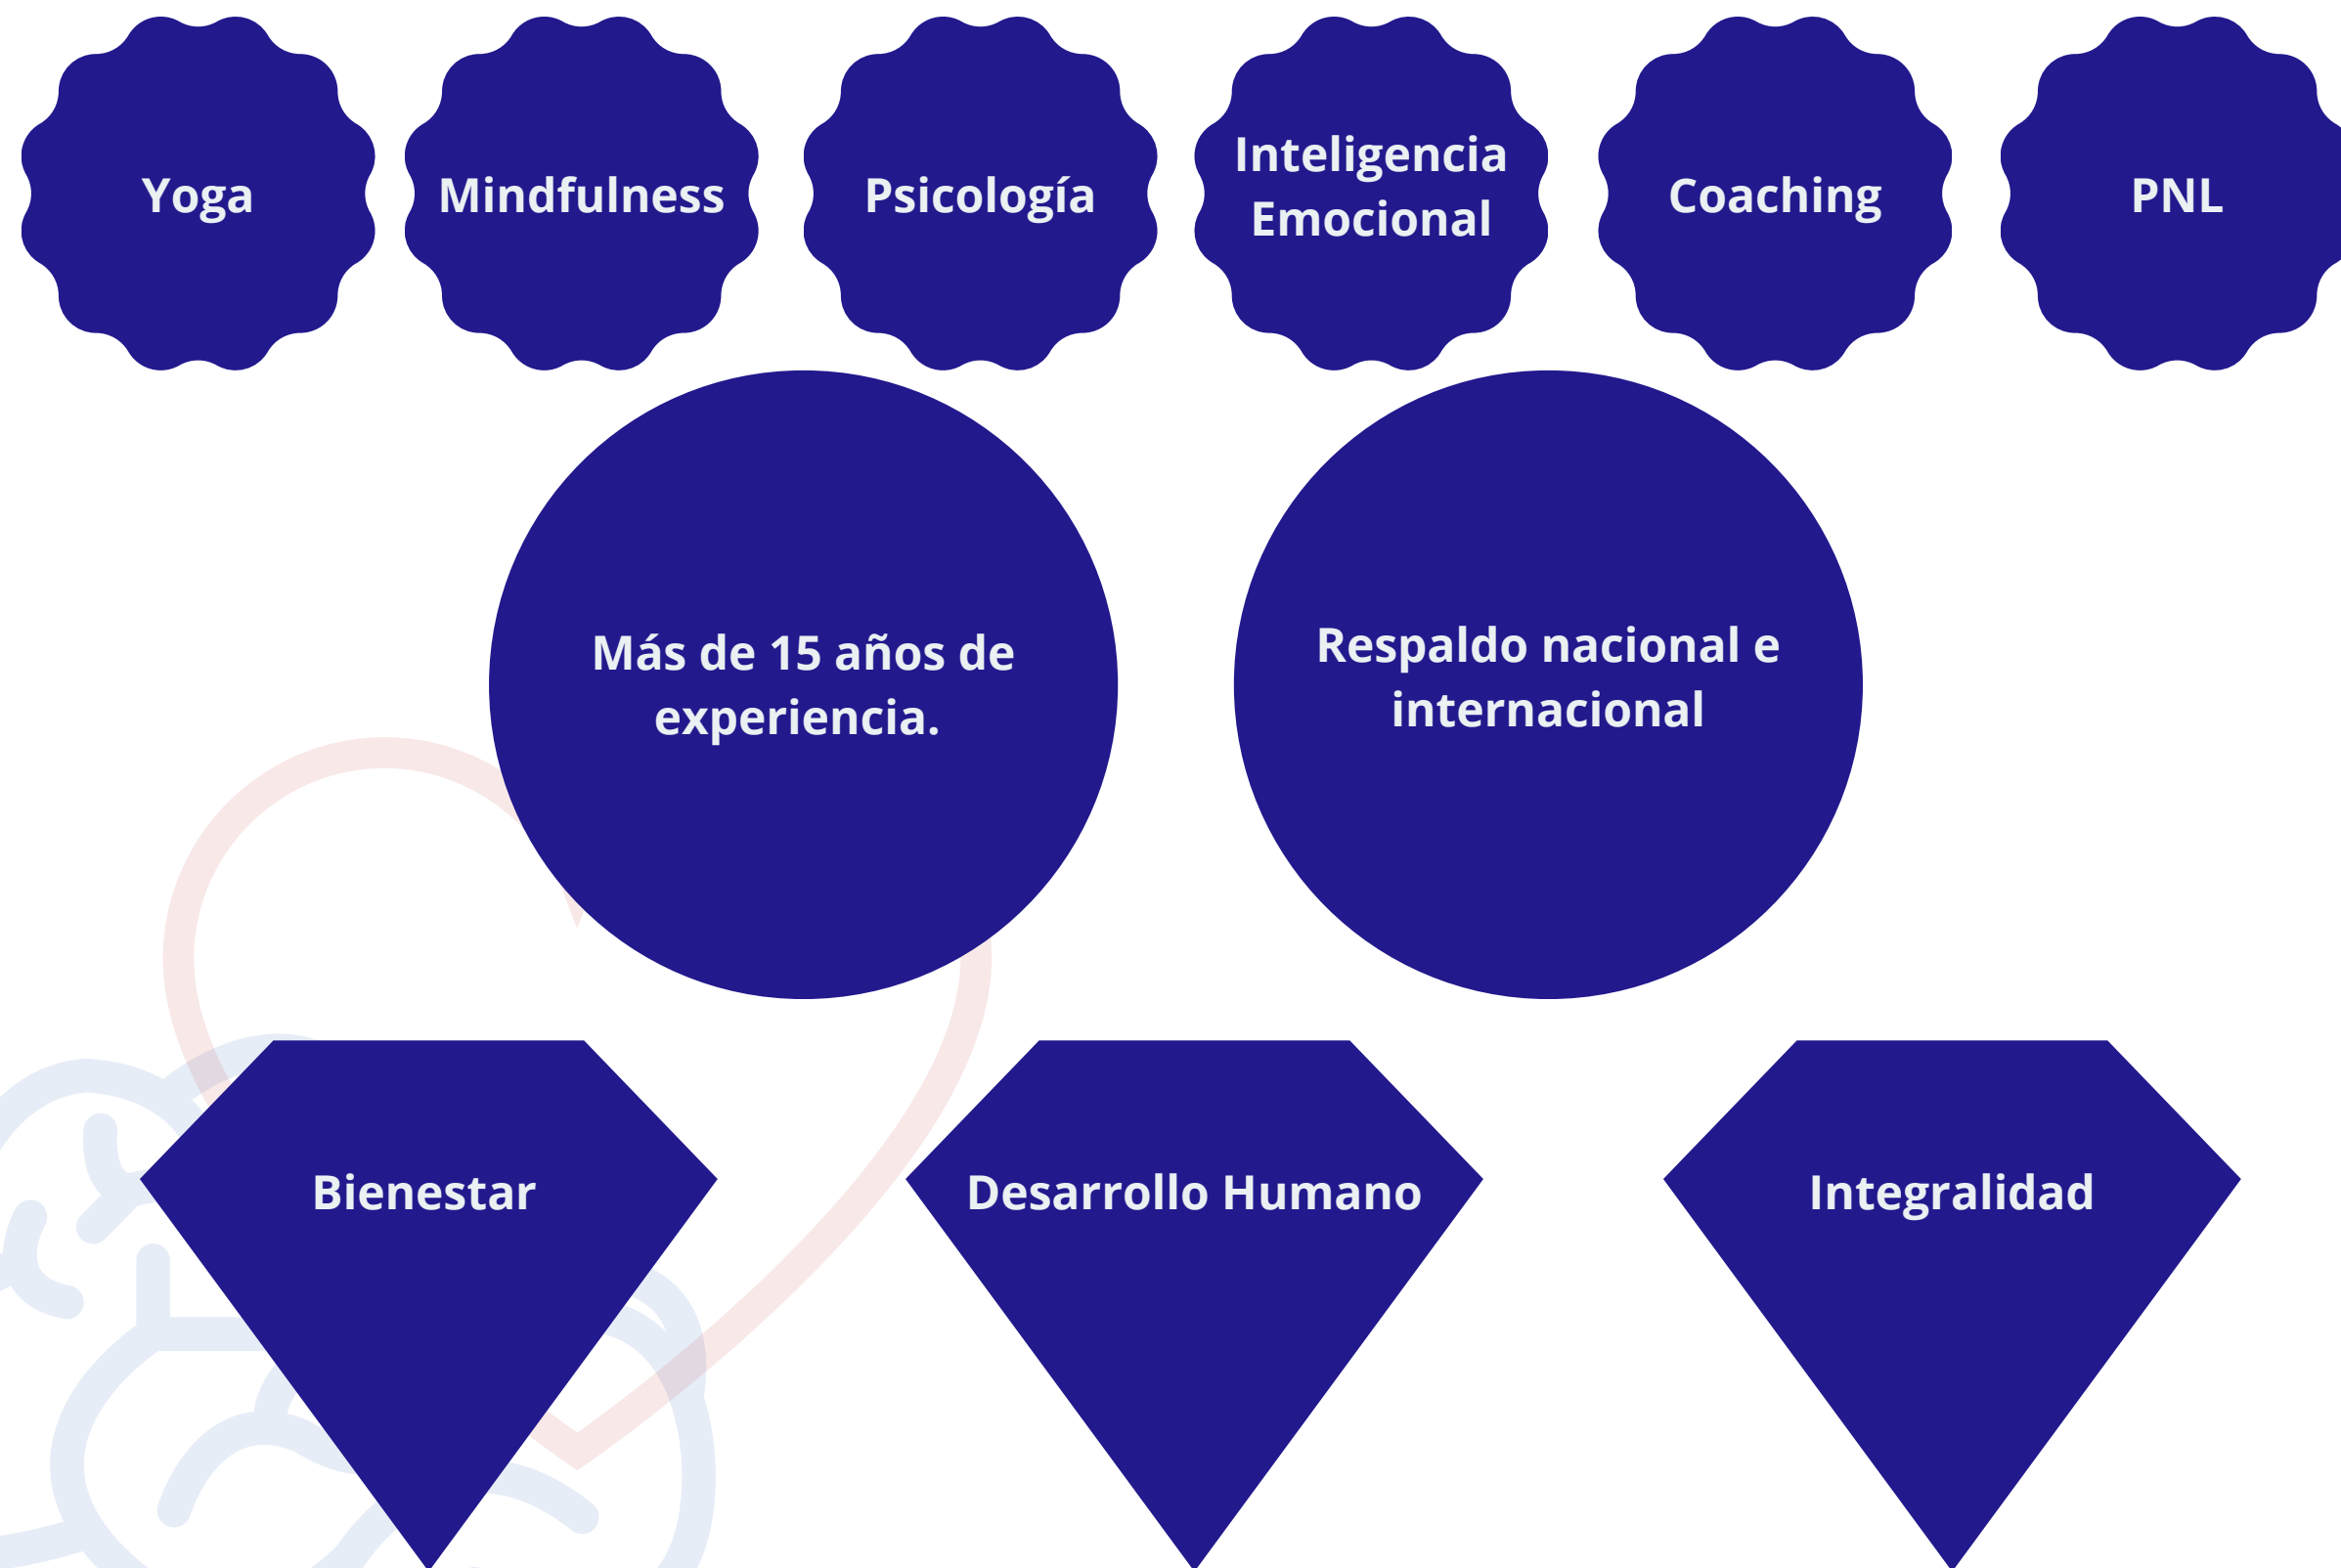 Yoga
Mindfulness
Psicología
Inteligencia
Emocional
Coaching
PNL
Más de 15 años de
experiencia.
Respaldo nacional e
internacional
Bienestar
Desarrollo Humano
Integralidad